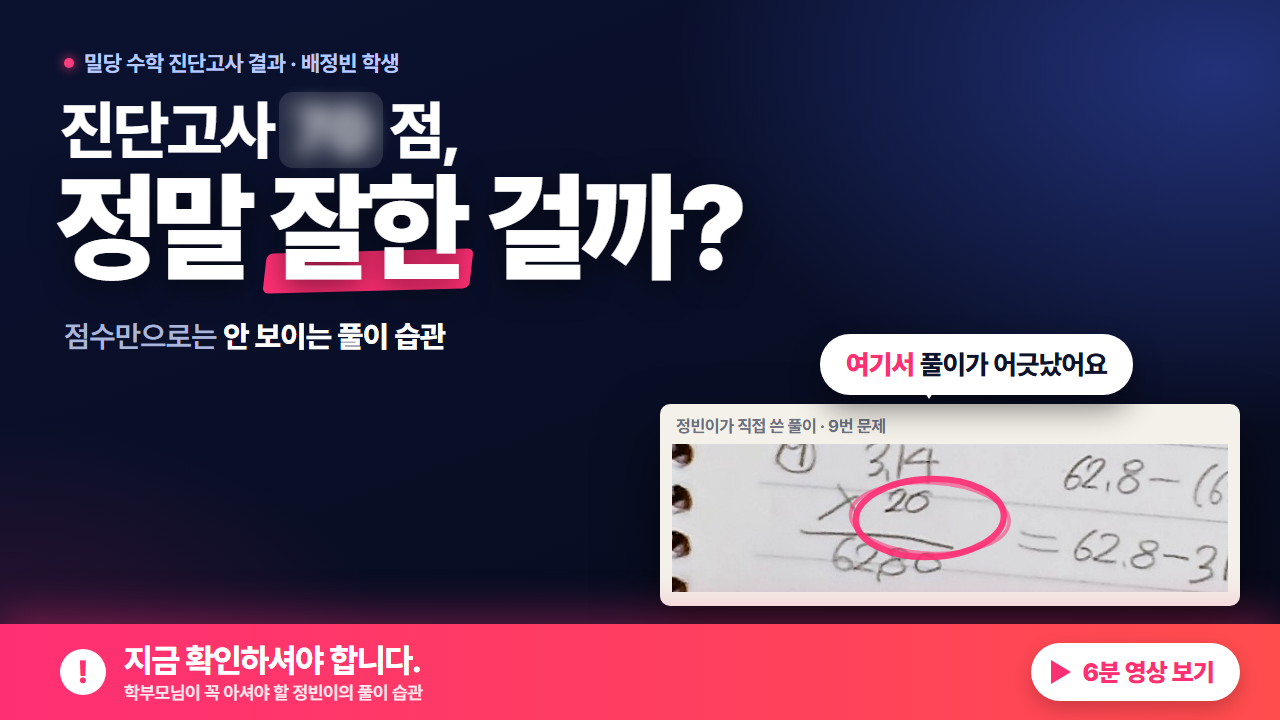 밀당 수학 진단고사 결과 · 배정빈 학생
진단고사 점,
정말 잘한 걸까?
점수만으로는 안 보이는 풀이 습관
여기서 풀이가 어긋났어요
정빈이가 직접 쓴 풀이 · 9번 문제
3.14
× 20
62.8 - (6
= 62.8 - 31
!
지금 확인하셔야 합니다.
학부모님이 꼭 아셔야 할 정빈이의 풀이 습관
6분 영상 보기